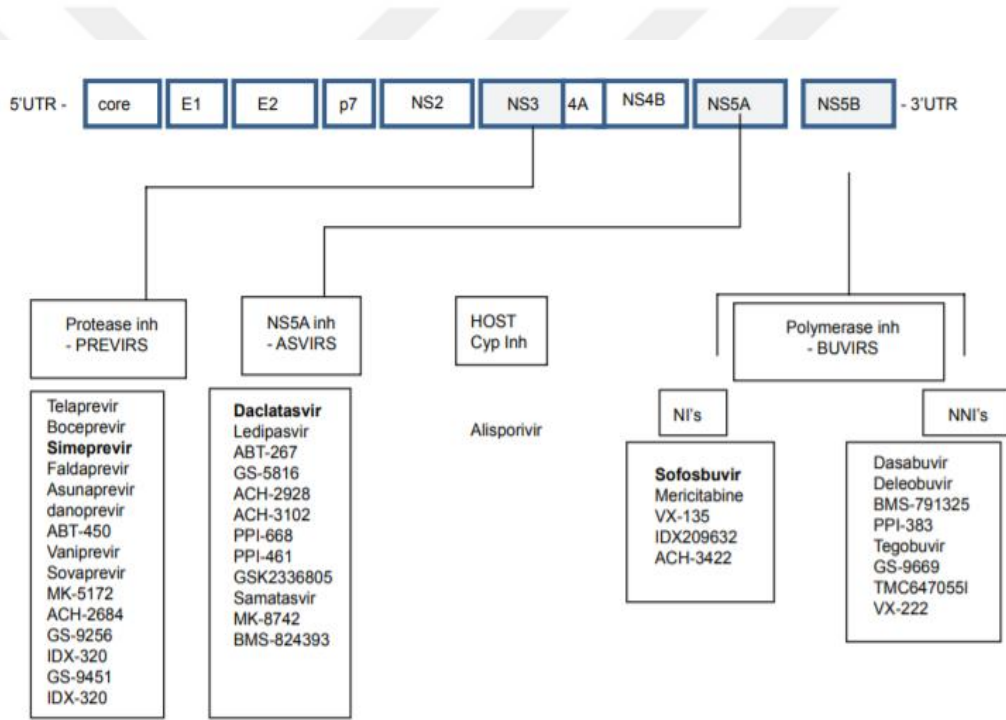 5'UTR - core E1 E2 p7 NS2 NS3 4A NS4B NS5A NS5B - 3'UTR
Protease inh
- PREVIRS
Telaprevir
Boceprevir
Simeprevir
Faldaprevir
Asunaprevir
danoprevir
ABT-450
Vaniprevir
Sovaprevir
MK-5172
ACH-2684
GS-9256
IDX-320
GS-9451
IDX-320
NS5A inh
- ASVIRS
Daclatasvir
Ledipasvir
ABT-267
GS-5816
ACH-2928
ACH-3102
PPI-668
PPI-461
GSK2336805
Samatasvir
MK-8742
BMS-824393
HOST
Cyp Inh
Alisporivir
Polymerase inh
- BUVIRS
NI's
Sofosbuvir
Mericitabine
VX-135
IDX209632
ACH-3422
NNI's
Dasabuvir
Deleobuvir
BMS-791325
PPI-383
Tegobuvir
GS-9669
TMC647055I
VX-222